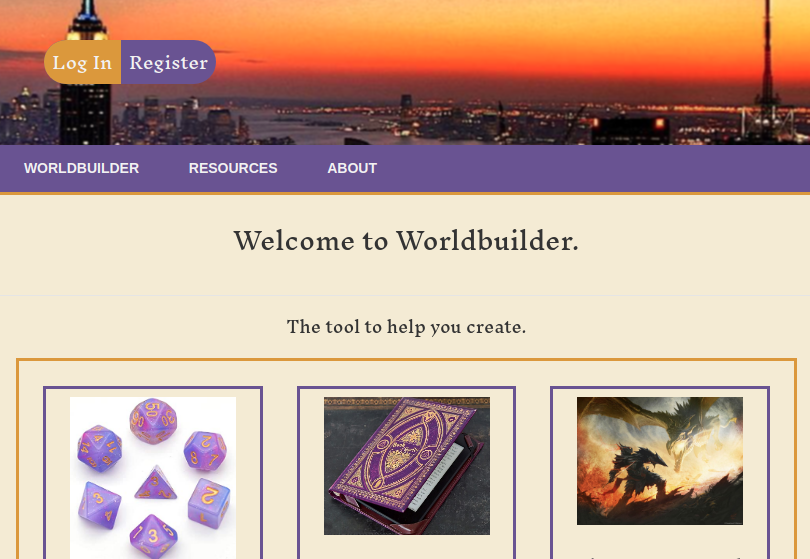 Log In Register
WORLDBUILDER RESOURCES ABOUT
Welcome to Worldbuilder.
The tool to help you create.